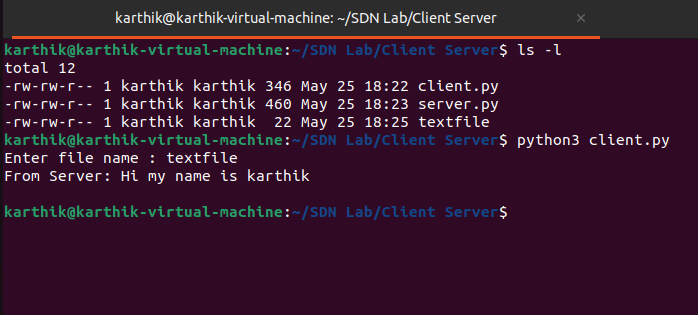 karthik@karthik-virtual-machine: ~/SDN Lab/Client Server ×
karthik@karthik-virtual-machine:~/SDN Lab/Client Server$ ls -l
total 12
-rw-rw-r-- 1 karthik karthik 346 May 25 18:22 client.py
-rw-rw-r-- 1 karthik karthik 460 May 25 18:23 server.py
-rw-rw-r-- 1 karthik karthik  22 May 25 18:25 textfile
karthik@karthik-virtual-machine:~/SDN Lab/Client Server$ python3 client.py
Enter file name : textfile
From Server: Hi my name is karthik
karthik@karthik-virtual-machine:~/SDN Lab/Client Server$